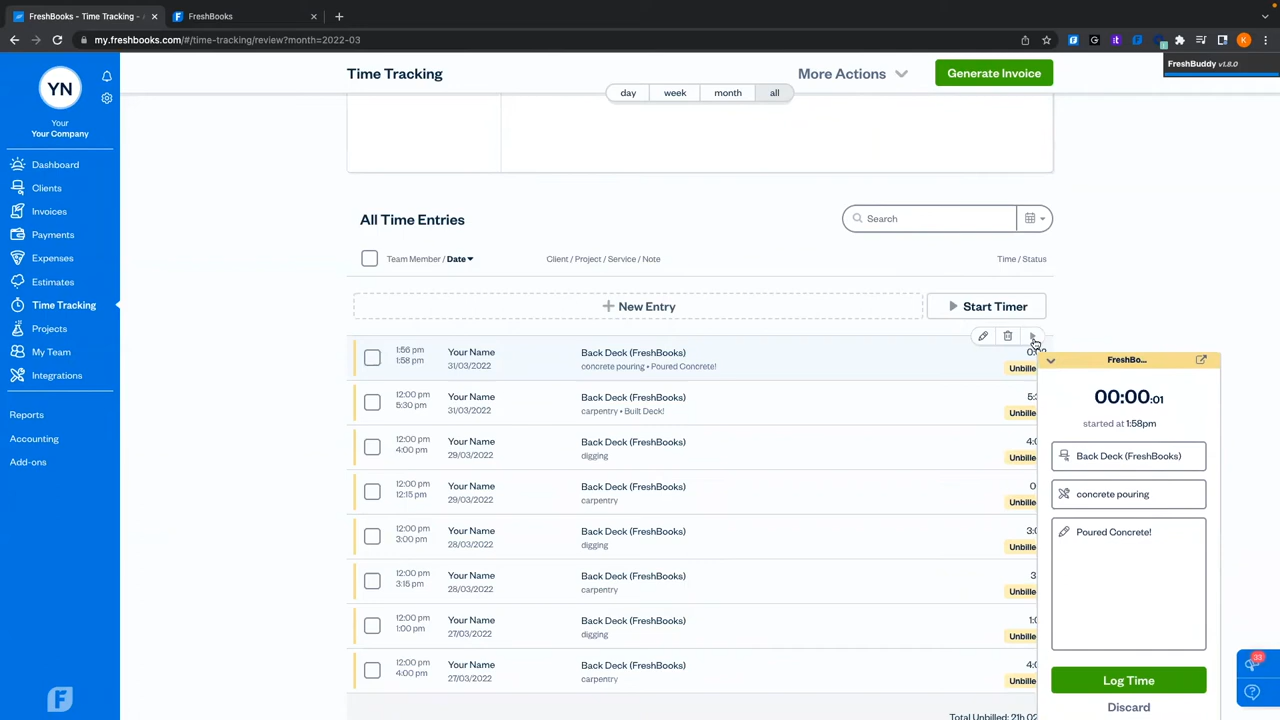 FreshBooks - Time Tracking -
FreshBooks
my.freshbooks.com/#/time-tracking/review?month=2022-03
K
YN
Your
Your Company
Dashboard
Clients
Invoices
Payments
Expenses
Estimates
Time Tracking
Projects
My Team
Integrations
Reports
Accounting
Add-ons
Time Tracking
More Actions
Generate Invoice
FreshBuddy v1.8.0
day
week
month
all
All Time Entries
Search
Team Member / Date
Client / Project / Service / Note
Time / Status
New Entry
Start Timer
1:56 pm
1:58 pm
Your Name
31/03/2022
Back Deck (FreshBooks)
concrete pouring • Poured Concrete!
Unbille
12:00 pm
5:30 pm
Your Name
31/03/2022
Back Deck (FreshBooks)
carpentry • Built Deck!
Unbille
12:00 pm
4:00 pm
Your Name
29/03/2022
Back Deck (FreshBooks)
digging
Unbille
12:00 pm
12:15 pm
Your Name
29/03/2022
Back Deck (FreshBooks)
carpentry
Unbille
12:00 pm
3:00 pm
Your Name
28/03/2022
Back Deck (FreshBooks)
digging
Unbille
12:00 pm
3:15 pm
Your Name
28/03/2022
Back Deck (FreshBooks)
carpentry
Unbille
12:00 pm
1:00 pm
Your Name
27/03/2022
Back Deck (FreshBooks)
digging
Unbille
12:00 pm
4:00 pm
Your Name
27/03/2022
Back Deck (FreshBooks)
carpentry
Unbille
Total Unbilled: 21h 02
FreshBo...
00:00:01
started at 1:58pm
Back Deck (FreshBooks)
concrete pouring
Poured Concrete!
Log Time
Discard
33